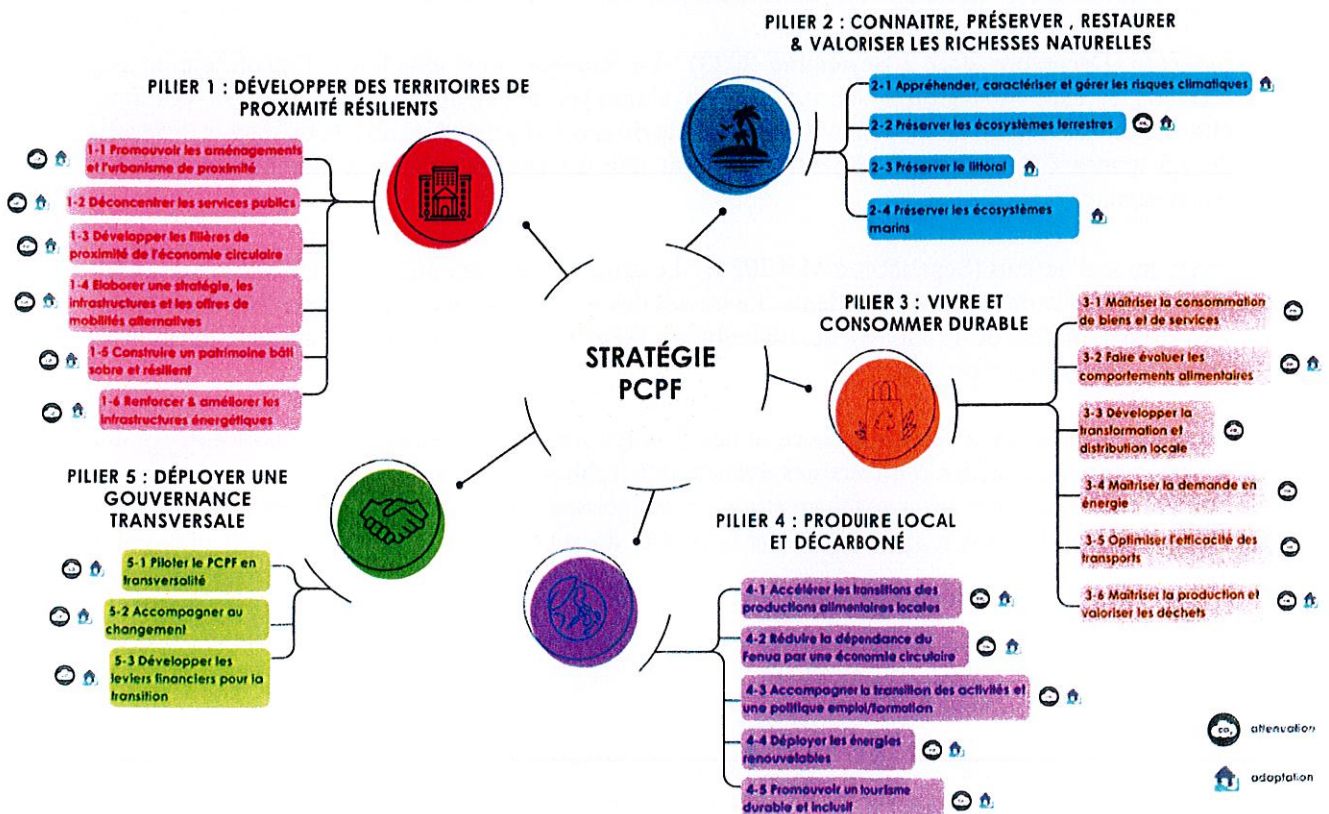 PILIER 1 : DÉVELOPPER DES TERRITOIRES DE
PROXIMITÉ RÉSILIENTS
1-1 Promouvoir les aménagements
et l'urbanisme de proximité
1-2 Déconcentrer les services publics
1-3 Développer les filières de
proximité de l'économie circulaire
1-4 Elaborer une stratégie, les
infrastructures et les offres de
mobilités alternatives
1-5 Construire un patrimoine bâti
sobre et résilient
1-6 Renforcer & améliorer les
infrastructures énergétiques
PILIER 2 : CONNAITRE, PRÉSERVER , RESTAURER
& VALORISER LES RICHESSES NATURELLES
2-1 Appréhender, caractériser et gérer les risques climatiques
2-2 Préserver les écosystèmes terrestres
2-3 Préserver le littoral
2-4 Préserver les écosystèmes
marins
STRATÉGIE
PCPF
PILIER 3 : VIVRE ET
CONSOMMER DURABLE
3-1 Maîtriser la consommation
de biens et de services
3-2 Faire évoluer les
comportements alimentaires
3-3 Développer la
transformation et
distribution locale
3-4 Maîtriser la demande en
énergie
3-5 Optimiser l'efficacité des
transports
3-6 Maîtriser la production et
valoriser les déchets
PILIER 4 : PRODUIRE LOCAL
ET DÉCARBONÉ
4-1 Accélérer les transitions des
productions alimentaires locales
4-2 Réduire la dépendance du
Fenua par une économie circulaire
4-3 Accompagner la transition des activités et
une politique emploi/formation
4-4 Déployer les énergies
renouvelables
4-5 Promouvoir un tourisme
durable et inclusif
PILIER 5 : DÉPLOYER UNE
GOUVERNANCE
TRANSVERSALE
5-1 Piloter le PCPF en
transversalité
5-2 Accompagner au
changement
5-3 Développer les
leviers financiers pour la
transition
CO₂ attenuation
adaptation